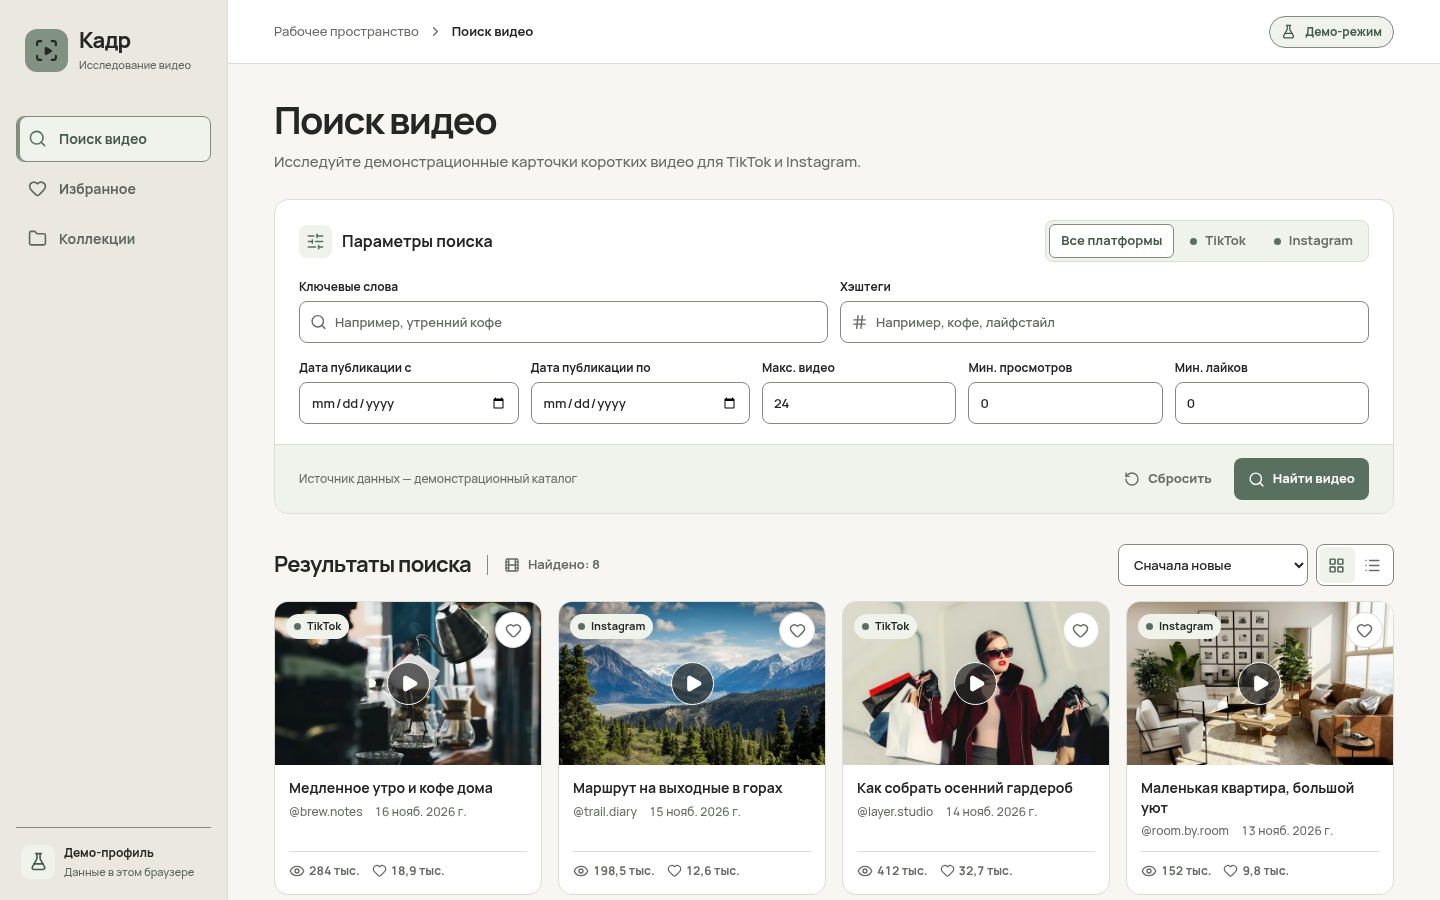 Кадр
Исследование видео
Поиск видео
Избранное
Коллекции
Демо-профиль
Данные в этом браузере
Рабочее пространство
Поиск видео
Демо-режим
Поиск видео
Исследуйте демонстрационные карточки коротких видео для TikTok и Instagram.
Параметры поиска
Все платформы
TikTok
Instagram
Ключевые слова
Хэштеги
Например, утренний кофе
Например, кофе, лайфстайл
Дата публикации с
Дата публикации по
Макс. видео
Мин. просмотров
Мин. лайков
mm/dd/yyyy
mm/dd/yyyy
24
0
0
Источник данных — демонстрационный каталог
Сбросить
Найти видео
Результаты поиска
Найдено: 8
Сначала новые
TikTok
Медленное утро и кофе дома
@brew.notes 16 нояб. 2026 г.
284 тыс. 18,9 тыс.
Instagram
Маршрут на выходные в горах
@trail.diary 15 нояб. 2026 г.
198,5 тыс. 12,6 тыс.
TikTok
Как собрать осенний гардероб
@layer.studio 14 нояб. 2026 г.
412 тыс. 32,7 тыс.
Instagram
Маленькая квартира, большой
уют
@room.by.room 13 нояб. 2026 г.
152 тыс. 9,8 тыс.